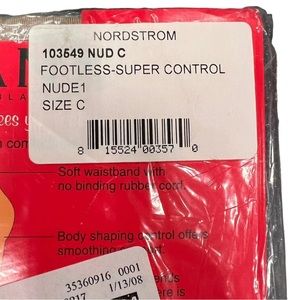 NORDSTROM
103549 NUD C
FOOTLESS-SUPER CONTROL
NUDE1
SIZE C
8 15524 00357 0
Soft waistband with
no binding rubber cord.
Body shaping control offers
smoothing
35360916 0001
1/13/08